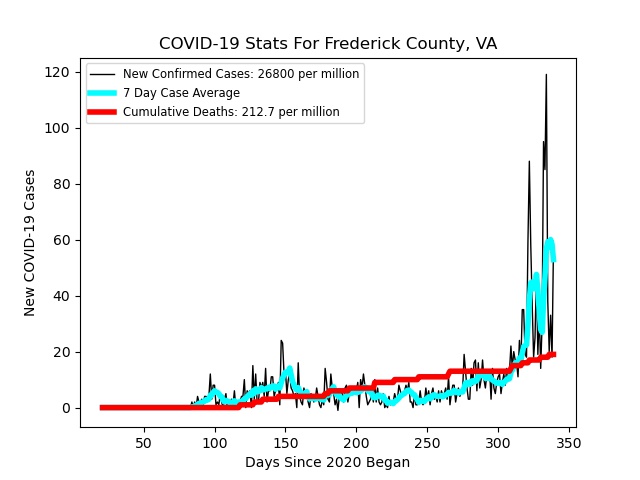 COVID-19 Stats For Frederick County, VA
New Confirmed Cases: 26800 per million
7 Day Case Average
Cumulative Deaths: 212.7 per million
New COVID-19 Cases
120
100
80
60
40
20
0
50 100 150 200 250 300 350
Days Since 2020 Began